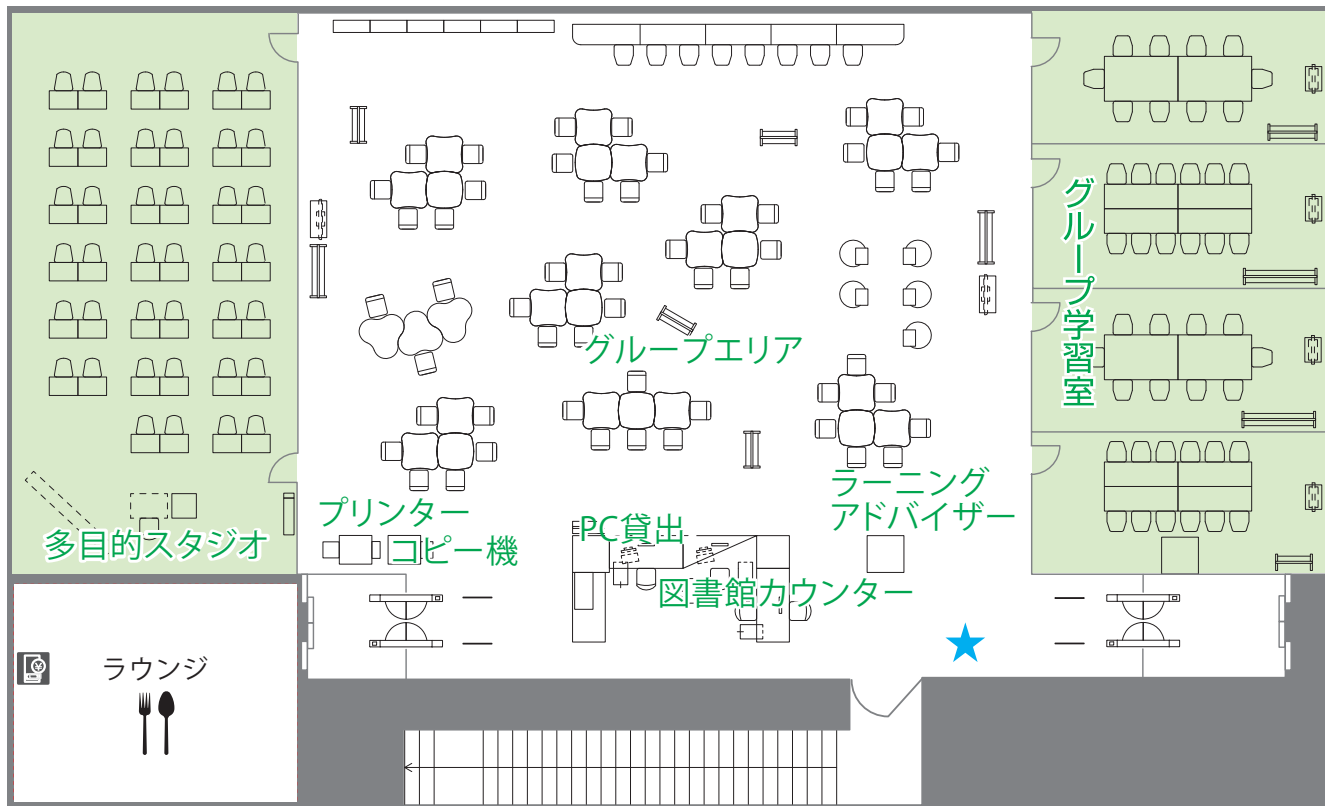 グループ学習室
グループエリア
ラーニング
アドバイザー
プリンター
コピー機
PC貸出
多目的スタジオ
図書館カウンター
ラウンジ
¥